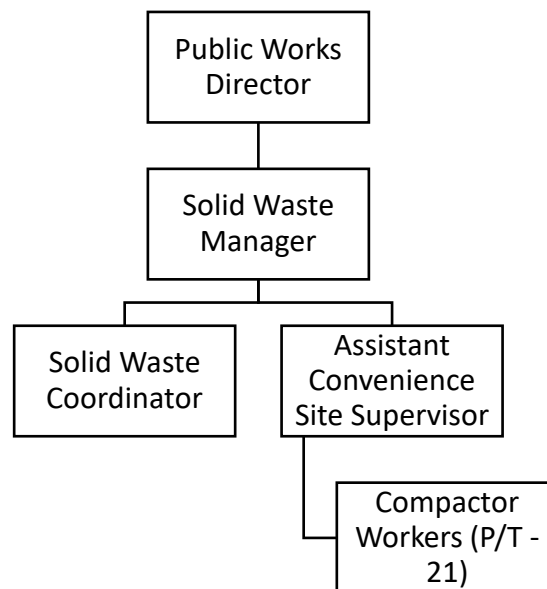 Public Works
Director
Solid Waste
Manager
Solid Waste
Coordinator
Assistant
Convenience
Site Supervisor
Compactor
Workers (P/T -
21)